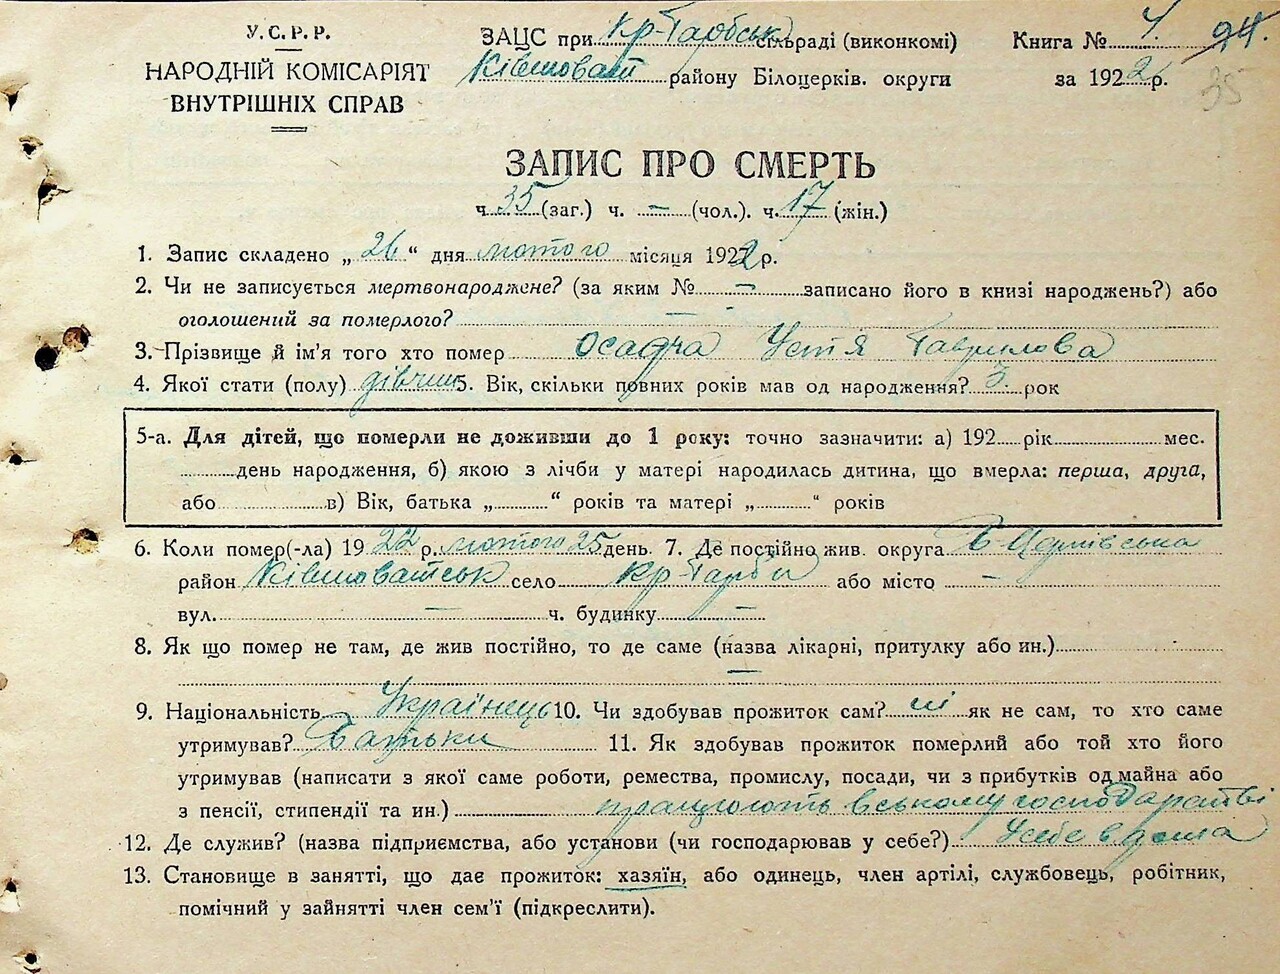 У.С.Р.Р.
НАРОДНІЙ КОМІСАРІЯТ
ВНУТРІШНІХ СПРАВ
ЗАЦС при Кр-Гарбськ сільраді (виконкомі)
Ківшоват району Білоцерків. округи
Книга № 4 94.
за 1922 р. 35
ЗАПИС ПРО СМЕРТЬ
ч. 35 (заг.) ч. – (чол.). ч. 17 (жін.)
1. Запис складено „ 26 “ дня лютого місяця 1922 р.
2. Чи не записується мертвонароджене? (за яким № – записано його в книзі народжень?) або
оголошений за померлого? –
3. Прізвище й ім’я того хто помер Осадча Устя Гаврилова
4. Якої стати (полу) дівчин 5. Вік, скільки повних років мав од народження? 3 рок
5-а. Для дітей, що померли не доживши до 1 року: точно зазначити: а) 192 рік мес.
день народження, б) якою з лічби у матері народилась дитина, що вмерла: перша, друга,
або в) Вік, батька „ “ років та матері „ “ років
6. Коли помер(-ла) 1922 р. лютого 25 день. 7. Де постійно жив. округа Б-Церківська
район Ківшоватськ село Кр-Гарби або місто –
вул. – ч. будинку –
8. Як що помер не там, де жив постійно, то де саме (назва лікарні, притулку або ин.)
–
9. Національність Українець 10. Чи здобував прожиток сам? ні як не сам, то хто саме
утримував? Батьки 11. Як здобував прожиток померлий або той хто його
утримував (написати з якої саме роботи, ремества, промислу, посади, чи з прибутків од майна або
з пенсії, стипендії та ин.) працюють в сському господарстві
12. Де служив? (назва підприємства, або установи (чи господарював у себе?) У себе вдома
13. Становище в занятті, що дає прожиток: хазяїн, або одинець, член артілі, службовець, робітник,
помічний у зайнятті член сем’ї (підкреслити).